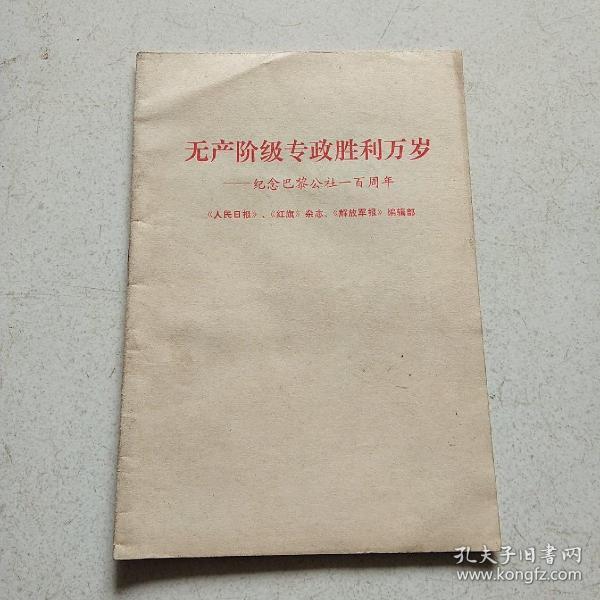 无产阶级专政胜利万岁
——纪念巴黎公社一百周年
《人民日报》、《红旗》杂志、《解放军报》编辑部
孔夫子旧書网
www.kongfz.com